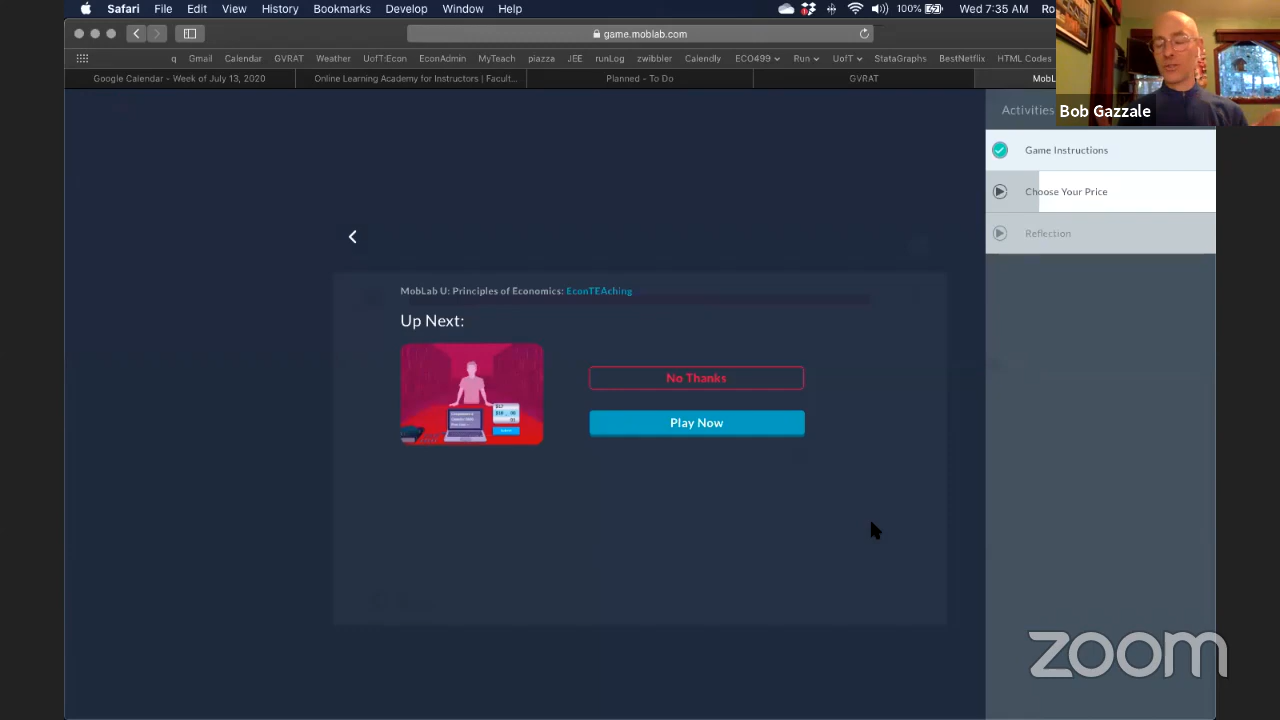 Safari File Edit View History Bookmarks Develop Window Help 100% Wed 7:35 AM Ro
game.moblab.com
q Gmail Calendar GVRAT Weather UofT:Econ EconAdmin MyTeach piazza JEE runLog zwibbler Calendly ECO499 Run UofT StataGraphs BestNetflix HTML Codes
Google Calendar - Week of July 13, 2020 Online Learning Academy for Instructors | Facult... Planned - To Do GVRAT MobL
Bob Gazzale
Activities
Game Instructions
Choose Your Price
Reflection
MobLab U: Principles of Economics: EconTEAching
Up Next:
No Thanks
Play Now
zoom